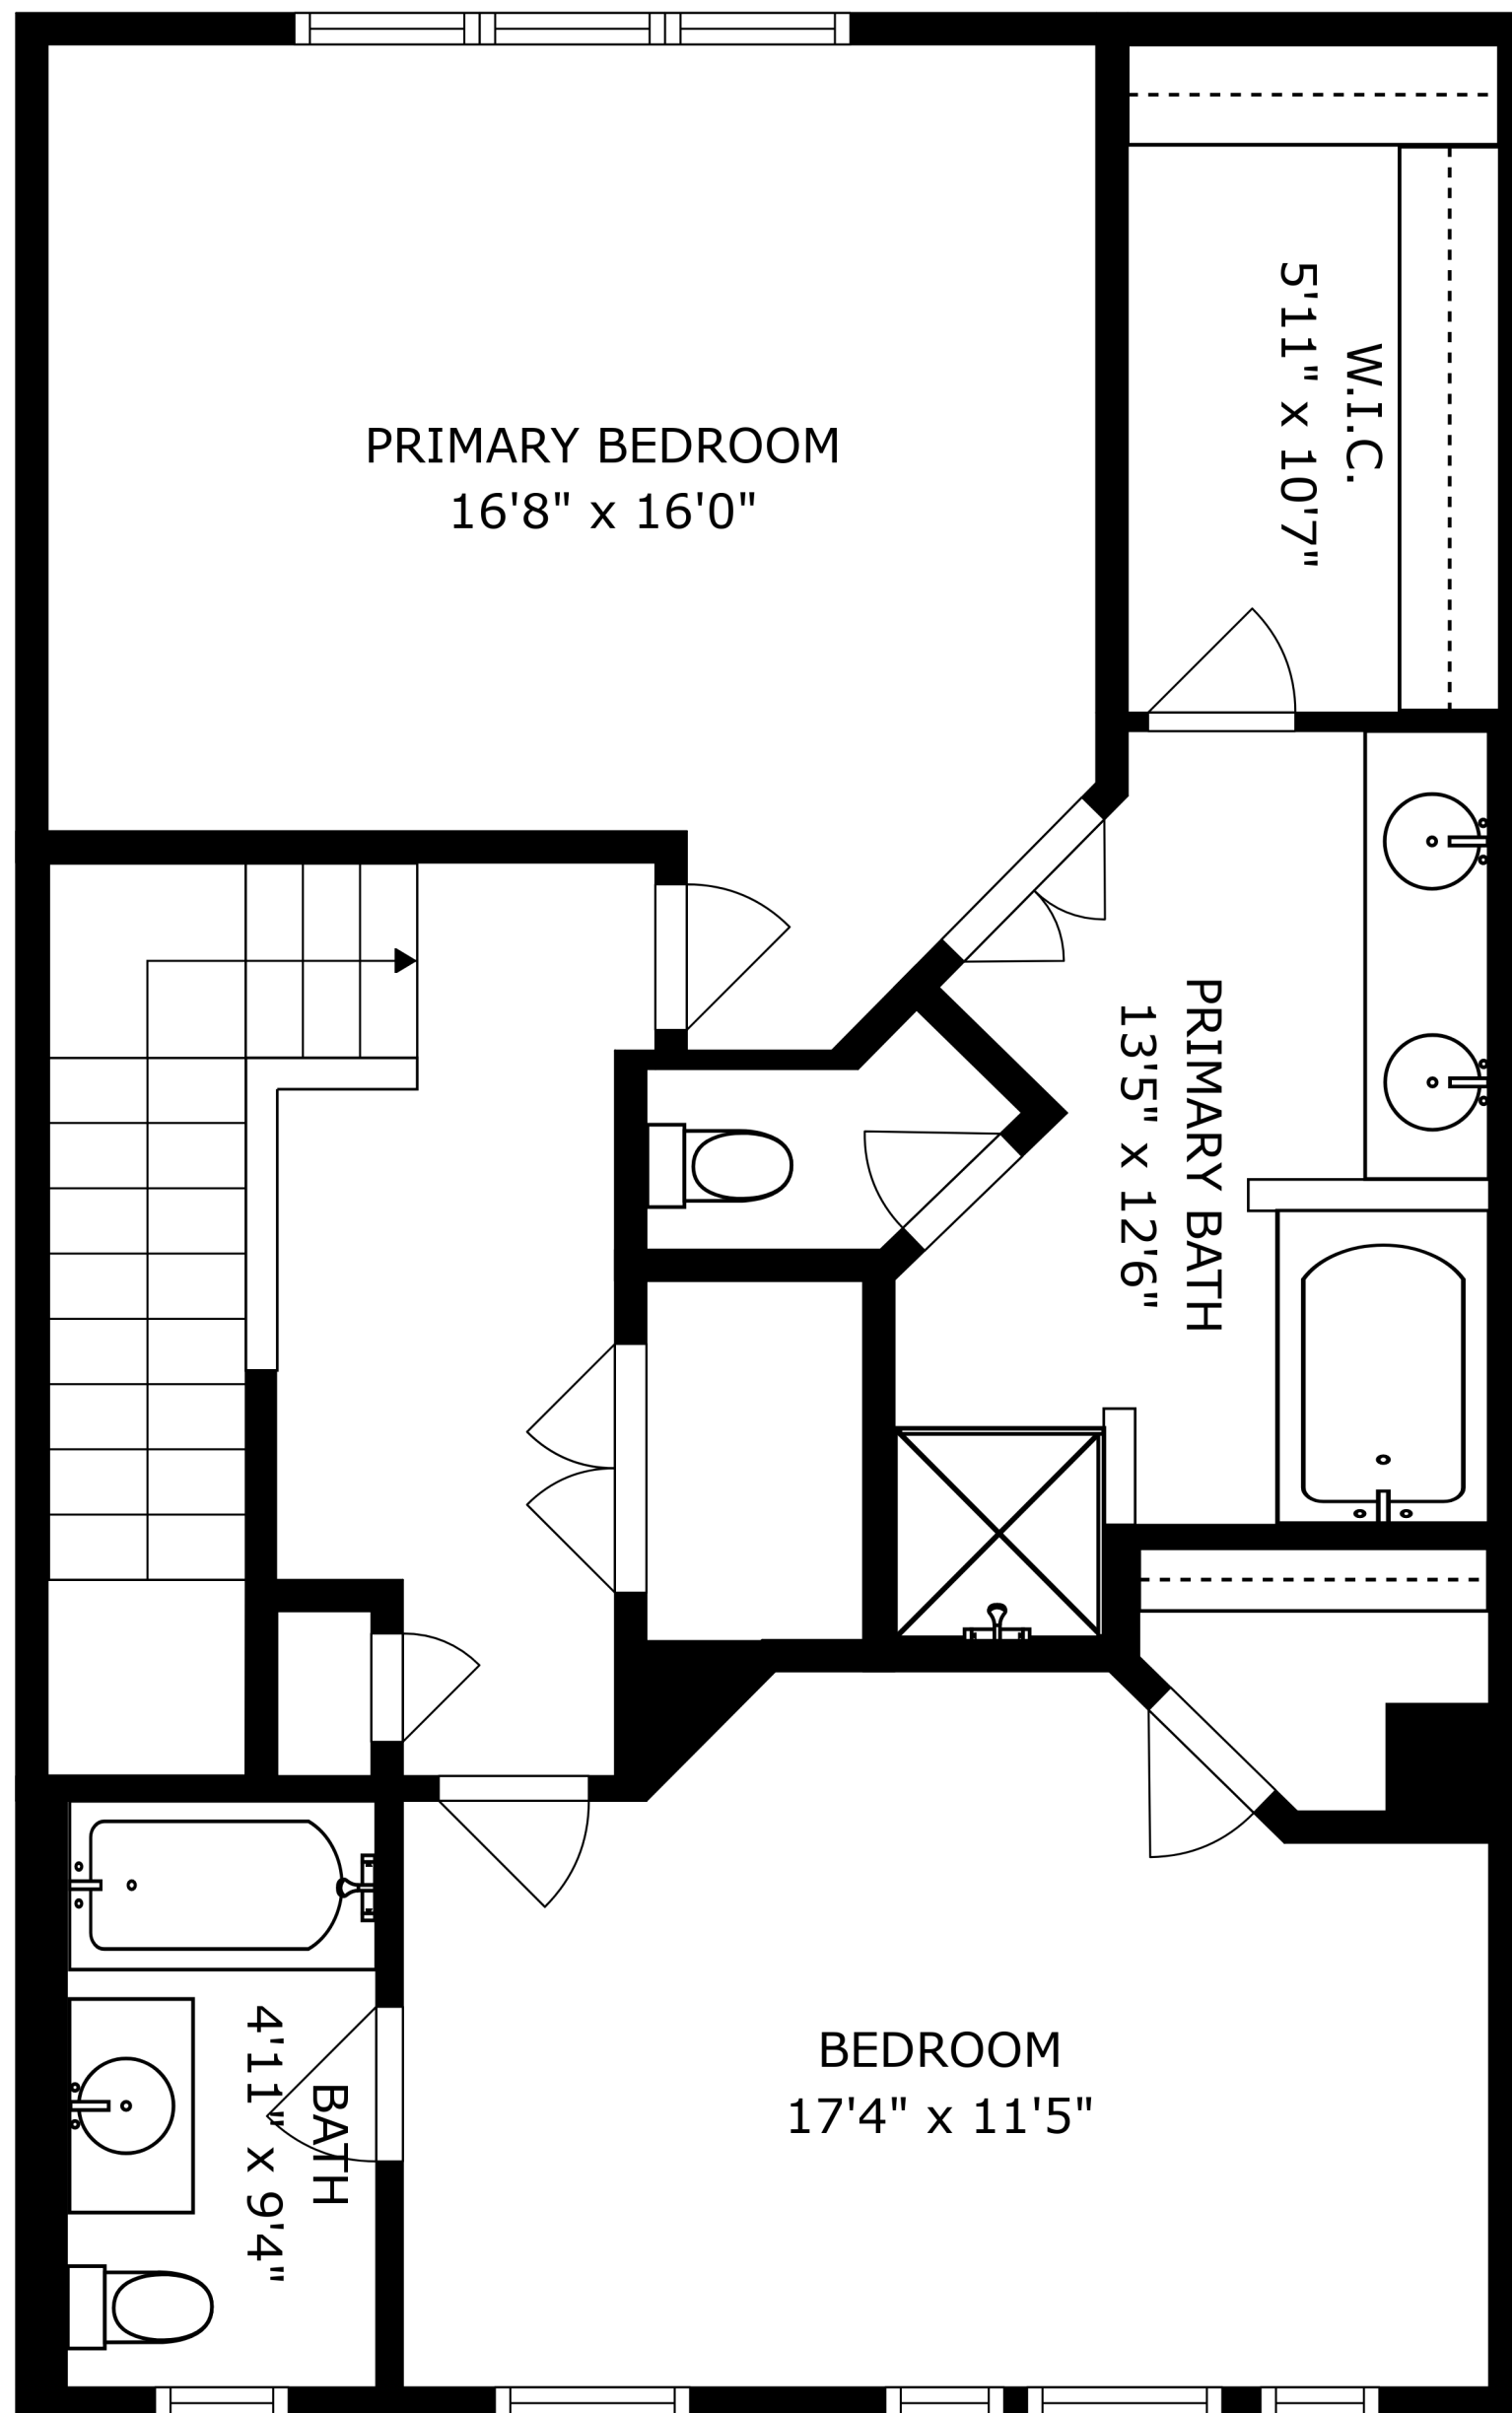 PRIMARY BEDROOM
16'8" x 16'0"
W.I.C.
5'11" x 10'7"
PRIMARY BATH
13'5" x 12'6"
BATH
4'11" x 9'4"
BEDROOM
17'4" x 11'5"